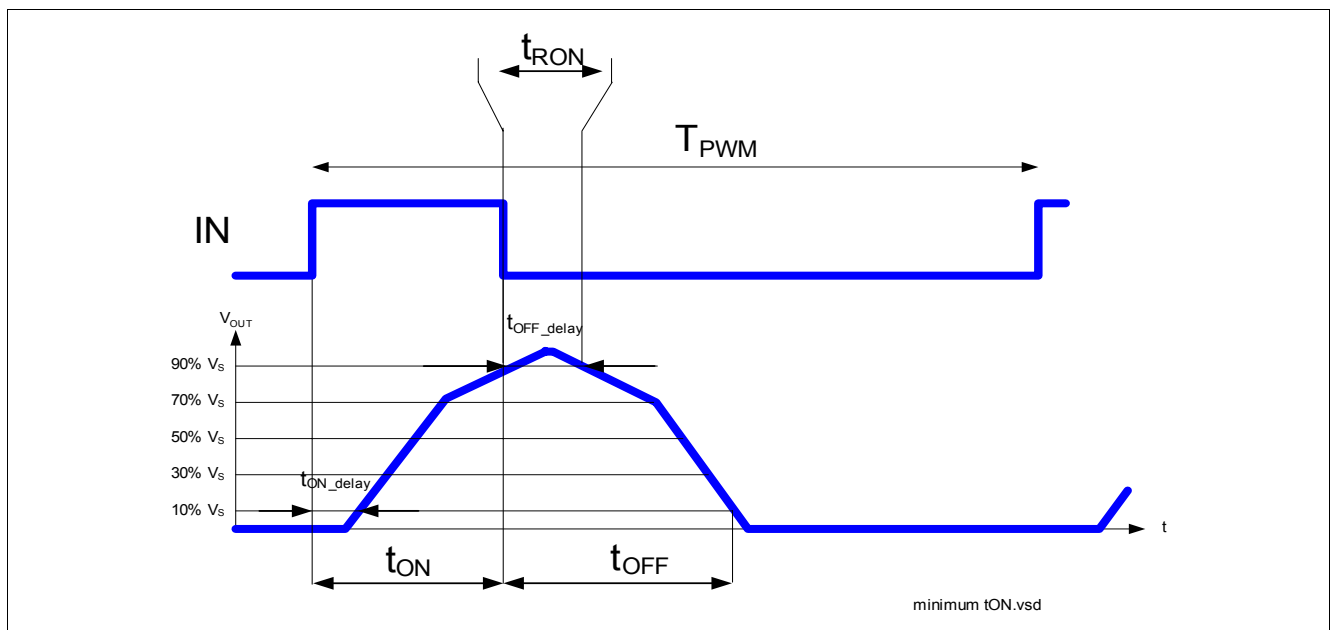 tRON
TPWM
IN
VOUT
tOFF_delay
90% VS
70% VS
50% VS
30% VS
tON_delay
10% VS
t
tON
tOFF
minimum tON.vsd